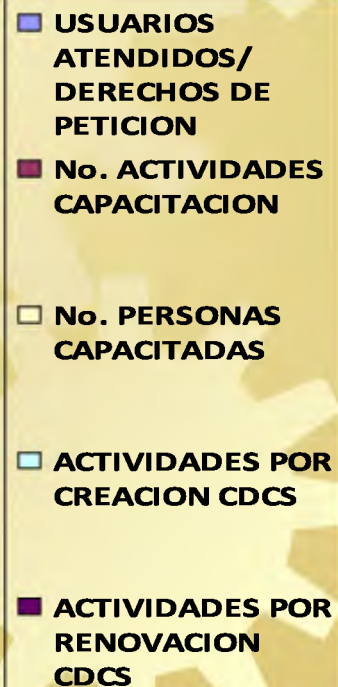 USUARIOS
ATENDIDOS/
DERECHOS DE
PETICION
No. ACTIVIDADES
CAPACITACION
No. PERSONAS
CAPACITADAS
ACTIVIDADES POR
CREACION CDCS
ACTIVIDADES POR
RENOVACION
CDCS